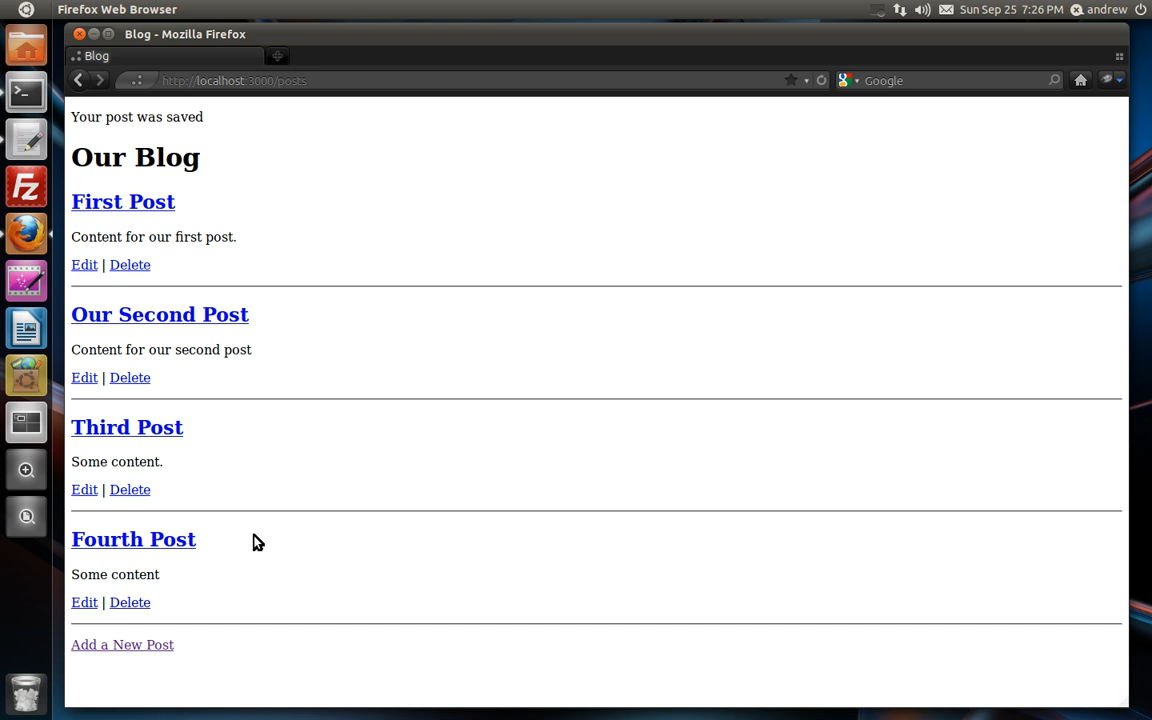 Firefox Web Browser
Sun Sep 25 7:26 PM andrew
Blog - Mozilla Firefox
Blog
http://localhost:3000/posts
Google
Your post was saved
Our Blog
First Post
Content for our first post.
Edit | Delete
Our Second Post
Content for our second post
Edit | Delete
Third Post
Some content.
Edit | Delete
Fourth Post
Some content
Edit | Delete
Add a New Post